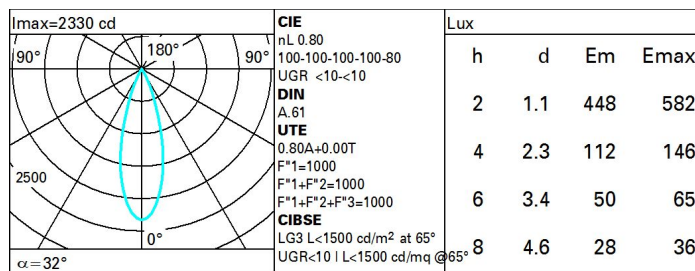 Imax=2330 cd
90°
180°
90°
2500
0°
α=32°
CIE
nL 0.80
100-100-100-100-80
UGR <10-<10
DIN
A.61
UTE
0.80A+0.00T
F"1=1000
F"1+F"2=1000
F"1+F"2+F"3=1000
CIBSE
LG3 L<1500 cd/m² at 65°
UGR<10 | L<1500 cd/mq @65°
Lux
h d Em Emax
2 1.1 448 582
4 2.3 112 146
6 3.4 50 65
8 4.6 28 36